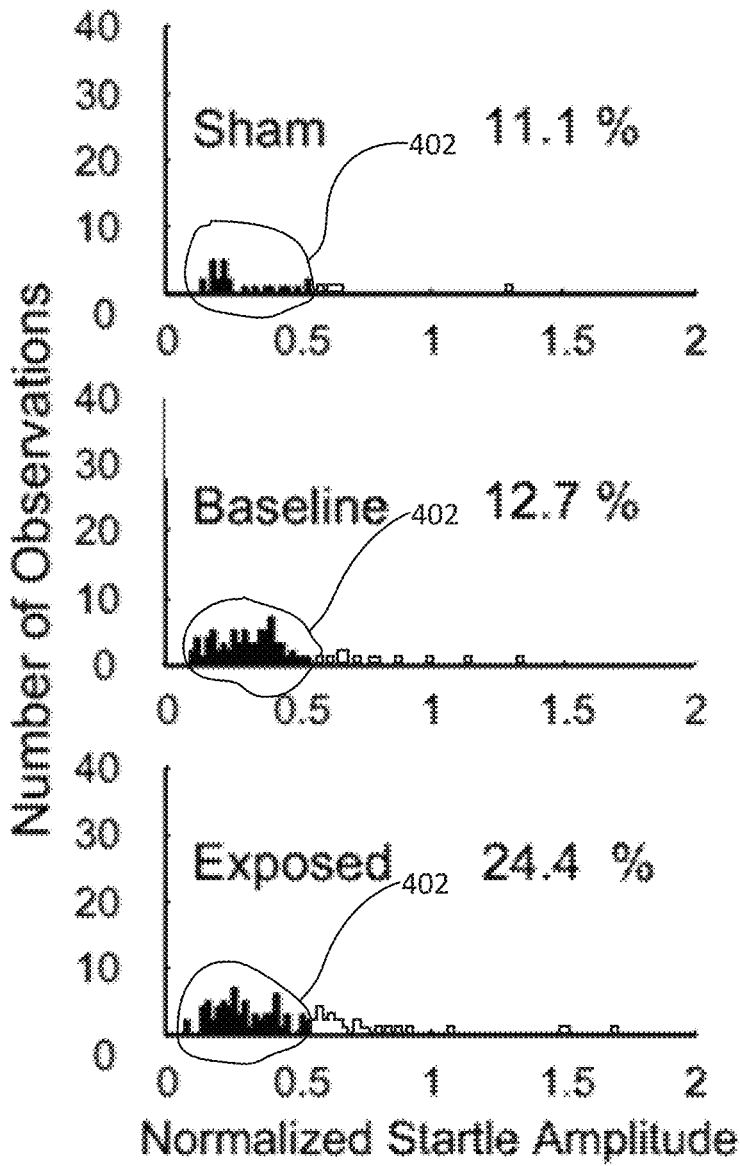 Number of Observations
40
30
Sham 11.1 %
402
20
10
0
0 0.5 1 1.5 2
40
30
Baseline 12.7 %
402
20
10
0
0 0.5 1 1.5 2
40
30
Exposed 24.4 %
402
20
10
0
0 0.5 1 1.5 2
Normalized Startle Amplitude